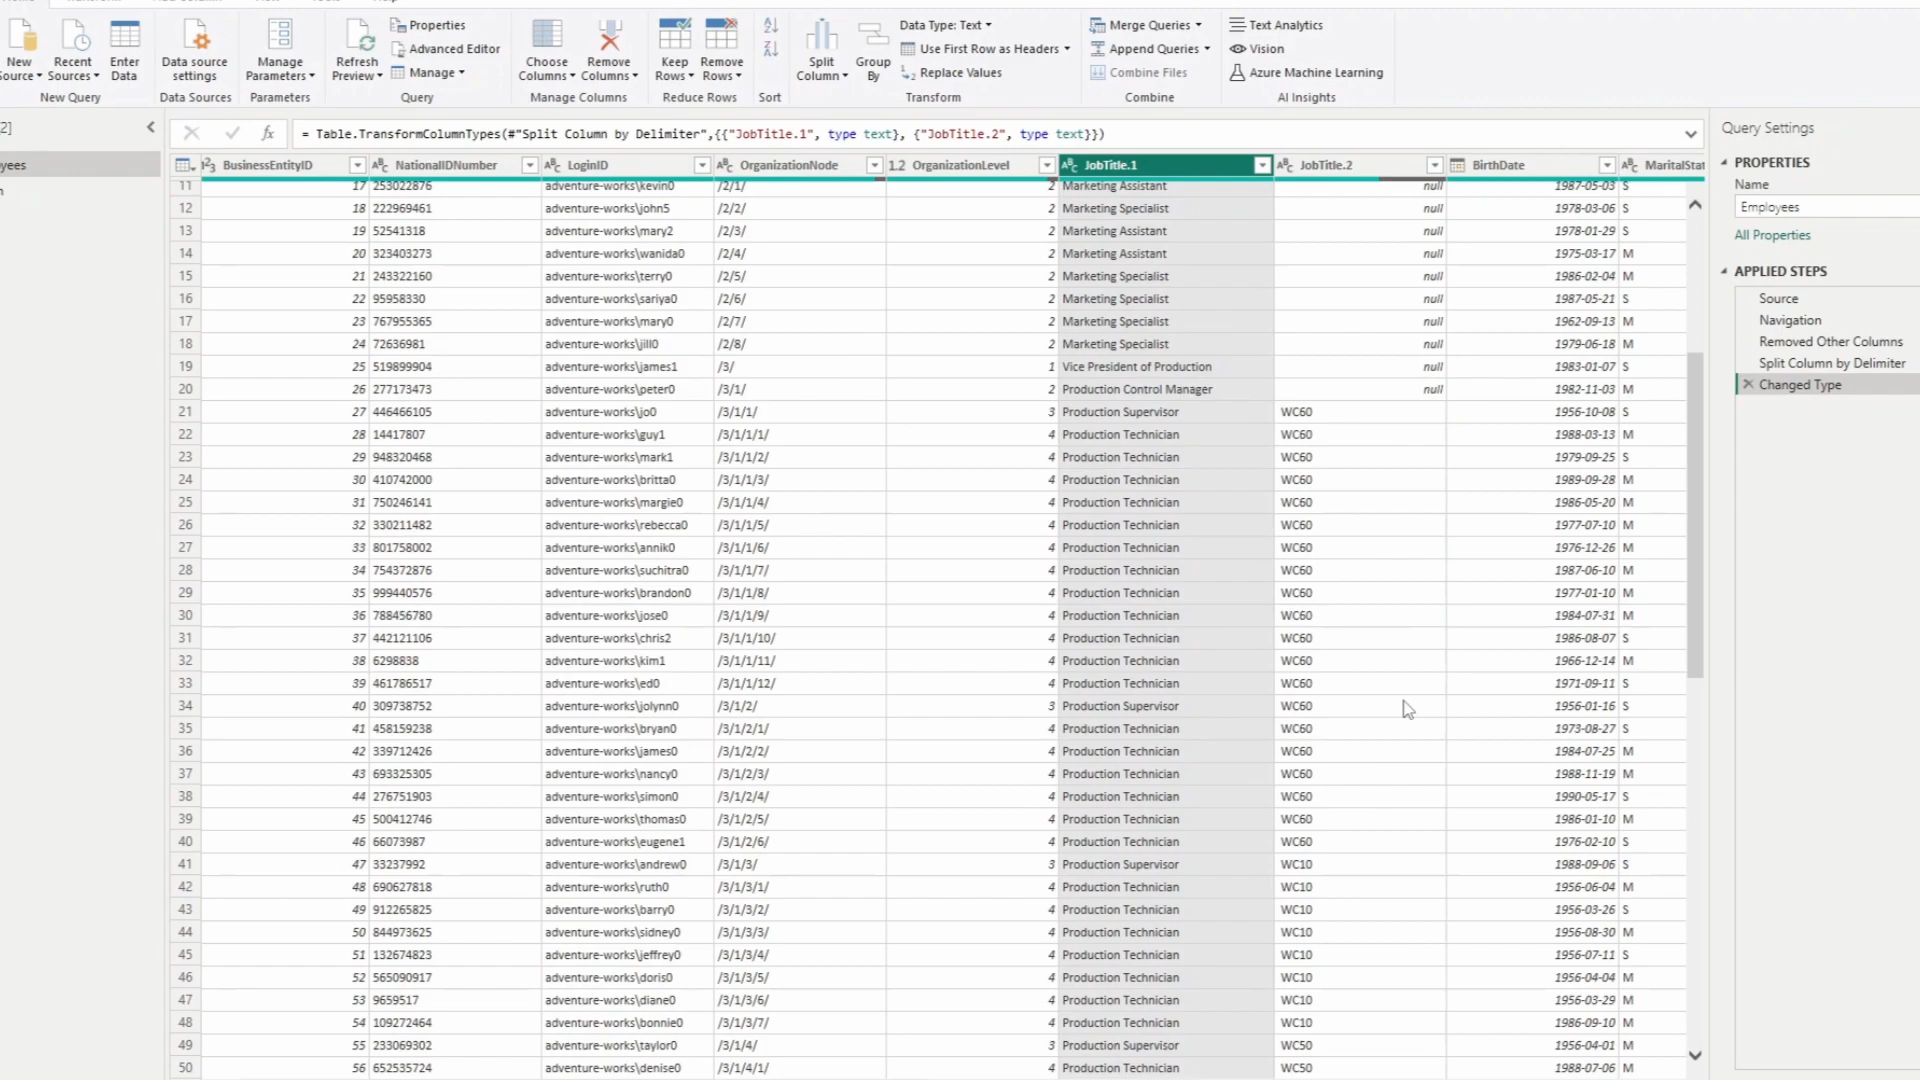 Properties
Advanced Editor
Manage
New Source
Recent Sources
Enter Data
Data source settings
Manage Parameters
Refresh Preview
Choose Columns
Remove Columns
Keep Rows
Remove Rows
Split Column
Group By
Data Type: Text
Use First Row as Headers
Replace Values
Merge Queries
Append Queries
Combine Files
Text Analytics
Vision
Azure Machine Learning
New Query
Data Sources
Parameters
Query
Manage Columns
Reduce Rows
Sort
Transform
Combine
AI Insights
2]
fx
= Table.TransformColumnTypes(#"Split Column by Delimiter",{{"JobTitle.1", type text}, {"JobTitle.2", type text}})
Query Settings
PROPERTIES
Name
Employees
All Properties
APPLIED STEPS
Source
Navigation
Removed Other Columns
Split Column by Delimiter
Changed Type
yees
BusinessEntityID NationalIDNumber LoginID OrganizationNode 1.2 OrganizationLevel JobTitle.1 JobTitle.2 BirthDate MaritalStat
11 17 253022876 adventure-works\kevin0 /2/1/ 2 Marketing Assistant null 1987-05-03 S
12 18 222969461 adventure-works\john5 /2/2/ 2 Marketing Specialist null 1978-03-06 S
13 19 52541318 adventure-works\mary2 /2/3/ 2 Marketing Assistant null 1978-01-29 S
14 20 323403273 adventure-works\wanida0 /2/4/ 2 Marketing Assistant null 1975-03-17 M
15 21 243322160 adventure-works\terry0 /2/5/ 2 Marketing Specialist null 1986-02-04 M
16 22 95958330 adventure-works\sariya0 /2/6/ 2 Marketing Specialist null 1987-05-21 S
17 23 767955365 adventure-works\mary0 /2/7/ 2 Marketing Specialist null 1962-09-13 M
18 24 72636981 adventure-works\jill0 /2/8/ 2 Marketing Specialist null 1979-06-18 M
19 25 519899904 adventure-works\james1 /3/ 1 Vice President of Production null 1983-01-07 S
20 26 277173473 adventure-works\peter0 /3/1/ 2 Production Control Manager null 1982-11-03 M
21 27 446466105 adventure-works\jo0 /3/1/1/ 3 Production Supervisor WC60 1956-10-08 S
22 28 14417807 adventure-works\guy1 /3/1/1/1/ 4 Production Technician WC60 1988-03-13 M
23 29 948320468 adventure-works\mark1 /3/1/1/2/ 4 Production Technician WC60 1979-09-25 S
24 30 410742000 adventure-works\britta0 /3/1/1/3/ 4 Production Technician WC60 1989-09-28 M
25 31 750246141 adventure-works\margie0 /3/1/1/4/ 4 Production Technician WC60 1986-05-20 M
26 32 330211482 adventure-works\rebecca0 /3/1/1/5/ 4 Production Technician WC60 1977-07-10 M
27 33 801758002 adventure-works\annik0 /3/1/1/6/ 4 Production Technician WC60 1976-12-26 M
28 34 754372876 adventure-works\suchitra0 /3/1/1/7/ 4 Production Technician WC60 1987-06-10 M
29 35 999440576 adventure-works\brandon0 /3/1/1/8/ 4 Production Technician WC60 1977-01-10 M
30 36 788456780 adventure-works\jose0 /3/1/1/9/ 4 Production Technician WC60 1984-07-31 M
31 37 442121106 adventure-works\chris2 /3/1/1/10/ 4 Production Technician WC60 1986-08-07 S
32 38 6298838 adventure-works\kim1 /3/1/1/11/ 4 Production Technician WC60 1966-12-14 M
33 39 461786517 adventure-works\ed0 /3/1/1/12/ 4 Production Technician WC60 1971-09-11 S
34 40 309738752 adventure-works\jolynn0 /3/1/2/ 3 Production Supervisor WC60 1956-01-16 S
35 41 458159238 adventure-works\bryan0 /3/1/2/1/ 4 Production Technician WC60 1973-08-27 S
36 42 339712426 adventure-works\james0 /3/1/2/2/ 4 Production Technician WC60 1984-07-25 M
37 43 693325305 adventure-works\nancy0 /3/1/2/3/ 4 Production Technician WC60 1988-11-19 M
38 44 276751903 adventure-works\simon0 /3/1/2/4/ 4 Production Technician WC60 1990-05-17 S
39 45 500412746 adventure-works\thomas0 /3/1/2/5/ 4 Production Technician WC60 1986-01-10 M
40 46 66073987 adventure-works\eugene1 /3/1/2/6/ 4 Production Technician WC60 1976-02-10 S
41 47 33237992 adventure-works\andrew0 /3/1/3/ 3 Production Supervisor WC10 1988-09-06 S
42 48 690627818 adventure-works\ruth0 /3/1/3/1/ 4 Production Technician WC10 1956-06-04 M
43 49 912265825 adventure-works\barry0 /3/1/3/2/ 4 Production Technician WC10 1956-03-26 S
44 50 844973625 adventure-works\sidney0 /3/1/3/3/ 4 Production Technician WC10 1956-08-30 M
45 51 132674823 adventure-works\jeffrey0 /3/1/3/4/ 4 Production Technician WC10 1956-07-11 S
46 52 565090917 adventure-works\doris0 /3/1/3/5/ 4 Production Technician WC10 1956-04-04 M
47 53 9659517 adventure-works\diane0 /3/1/3/6/ 4 Production Technician WC10 1956-03-29 M
48 54 109272464 adventure-works\bonnie0 /3/1/3/7/ 4 Production Technician WC10 1986-09-10 M
49 55 233069302 adventure-works\taylor0 /3/1/4/ 3 Production Supervisor WC50 1956-04-01 M
50 56 652535724 adventure-works\denise0 /3/1/4/1/ 4 Production Technician WC50 1988-07-06 M